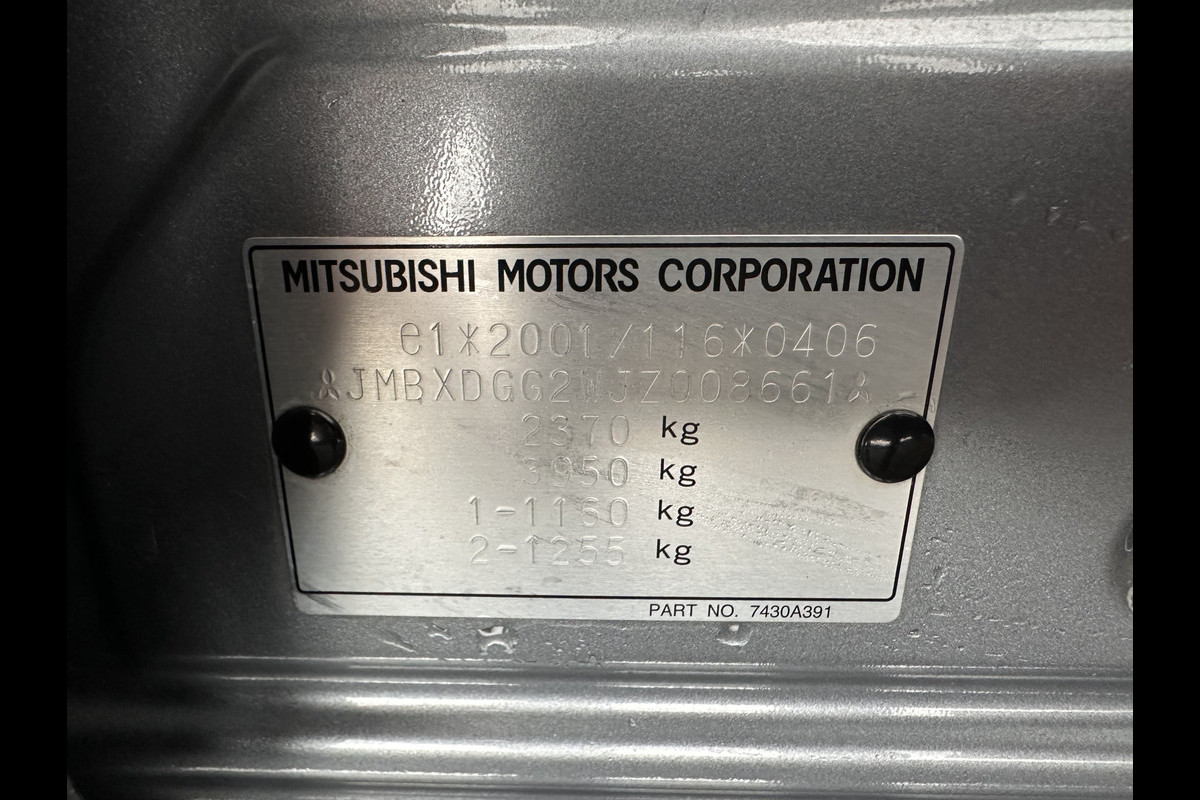 MITSUBISHI MOTORS CORPORATION
e1*2001/116*0406
JMBXDGG2WJZ008661
2370 kg
3950 kg
1-1160 kg
2-1255 kg
PART NO. 7430A391